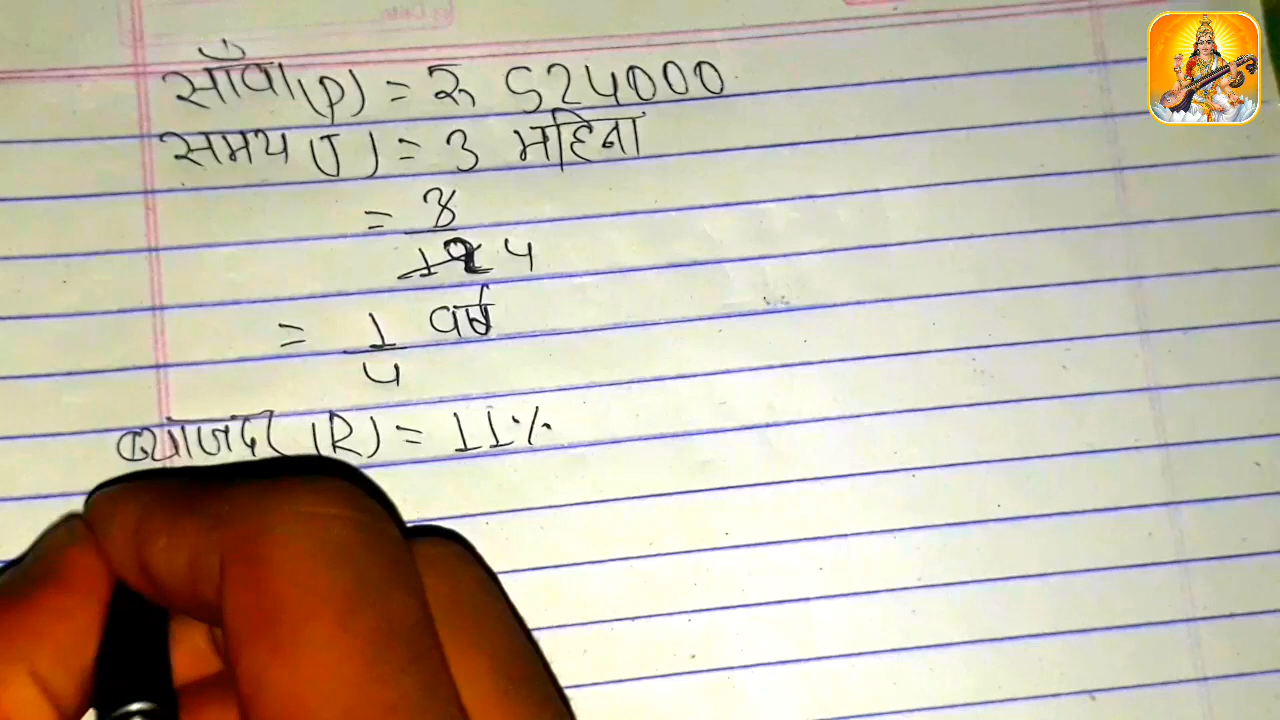 साँवा(P) = रू 524000
समय (T) = 3 महिना
= 3
12 4
= 1 वर्ष
4
ब्याजदर (R) = 11%